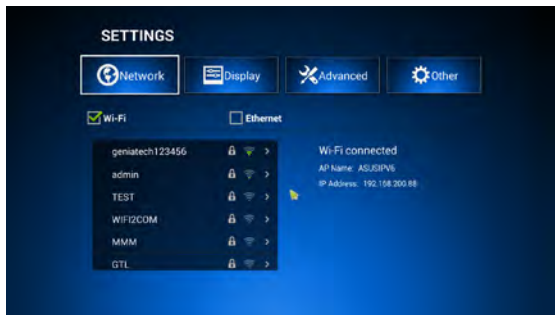 SETTINGS
Network Display Advanced Other
Wi-Fi Ethernet
geniatech123456
admin
TEST
WIFI2COM
MMM
GTL
Wi-Fi connected
AP Name: ASUSIPV6
IP Address: 192.168.200.88